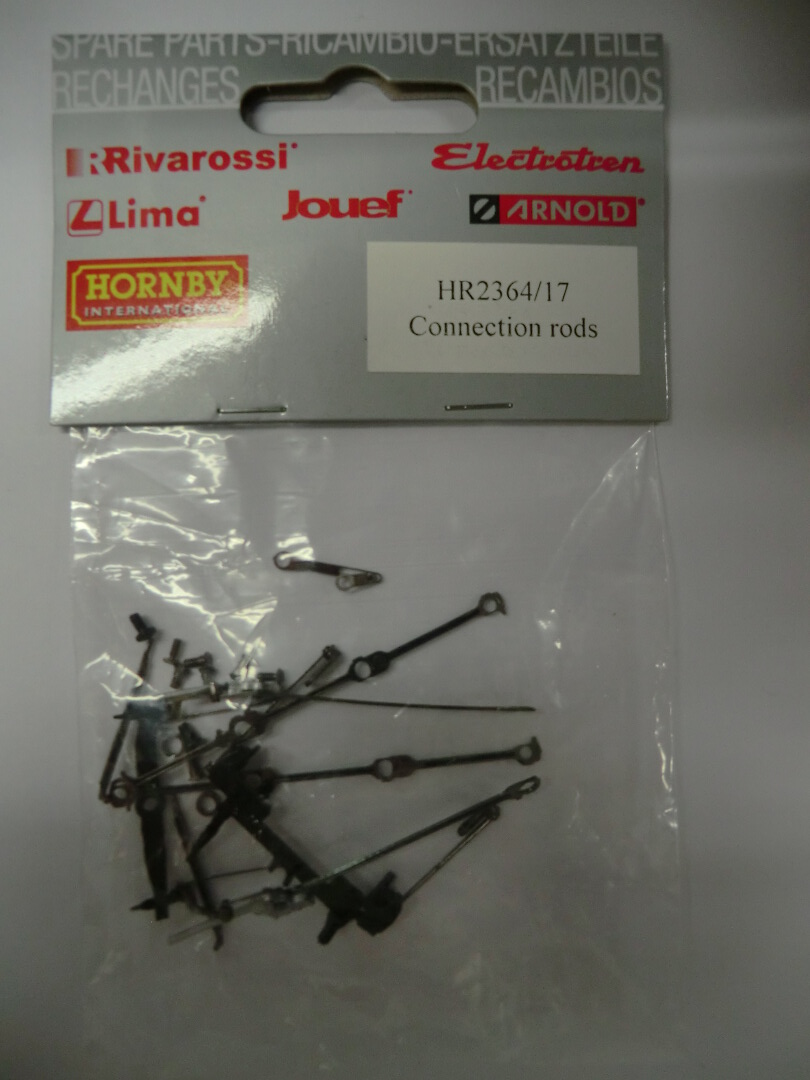 SPARE PARTS-RICAMBIO-ERSATZTEILE
RECHANGES RECAMBIOS
Rivarossi Electrotren
Lima Jouef ARNOLD
HORNBY
INTERNATIONAL
HR2364/17
Connection rods